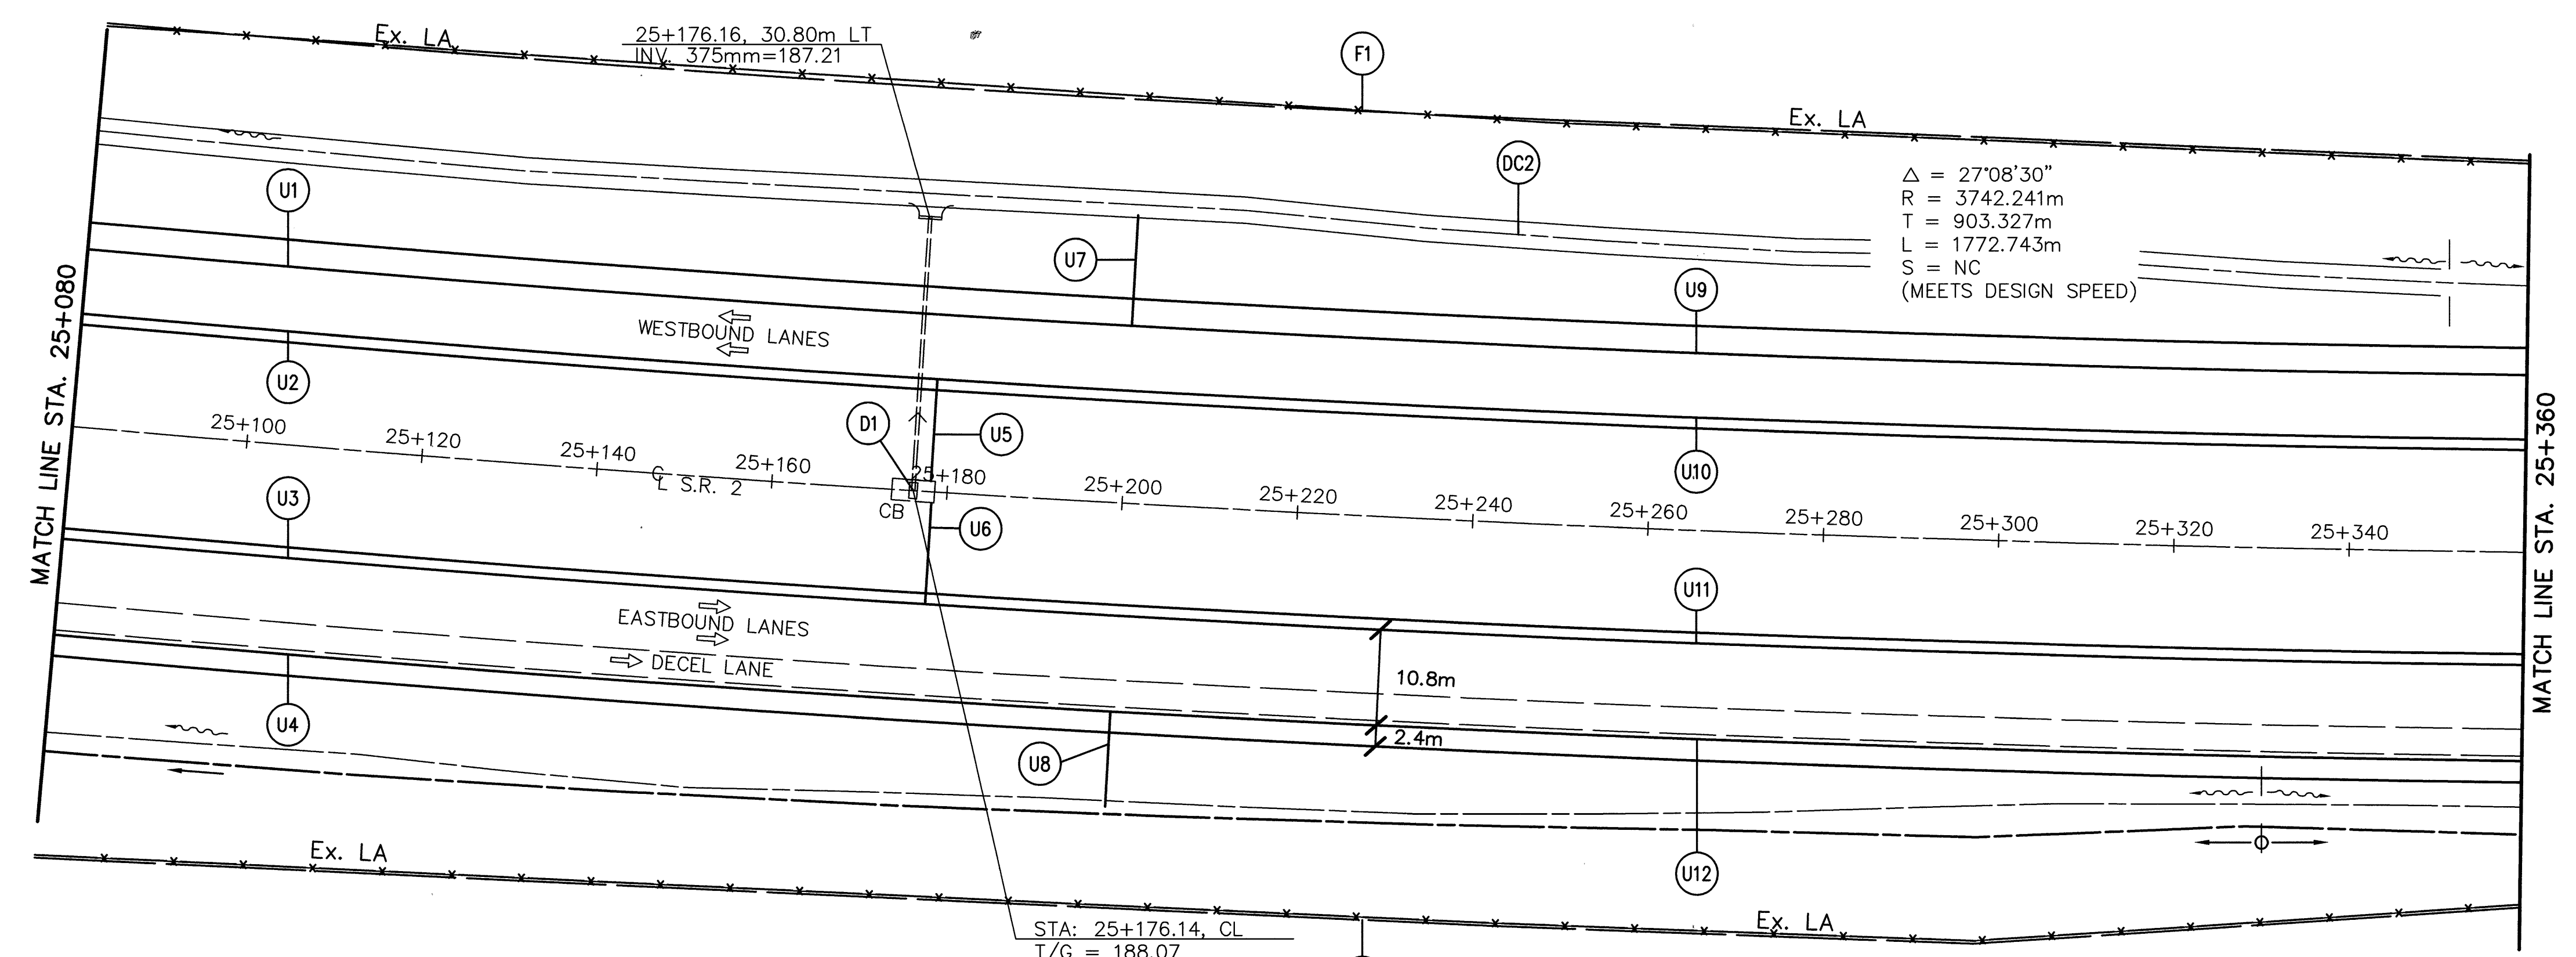 Ex. LA
25+176.16, 30.80m LT
INV. 375mm=187.21
F1
Ex. LA
DC2
Δ = 27°08'30"
R = 3742.241m
T = 903.327m
L = 1772.743m
S = NC
(MEETS DESIGN SPEED)
U1
U7
U9
MATCH LINE STA. 25+080
WESTBOUND LANES
U2
D1
U5
U10
MATCH LINE STA. 25+360
25+100
25+120
25+140
25+160
25+180
25+200
25+220
25+240
25+260
25+280
25+300
25+320
25+340
CL S.R. 2
CB
U3
U6
U11
EASTBOUND LANES
DECEL LANE
10.8m
2.4m
U4
U8
U12
Ex. LA
Ex. LA
STA: 25+176.14, CL
T/G = 188.07